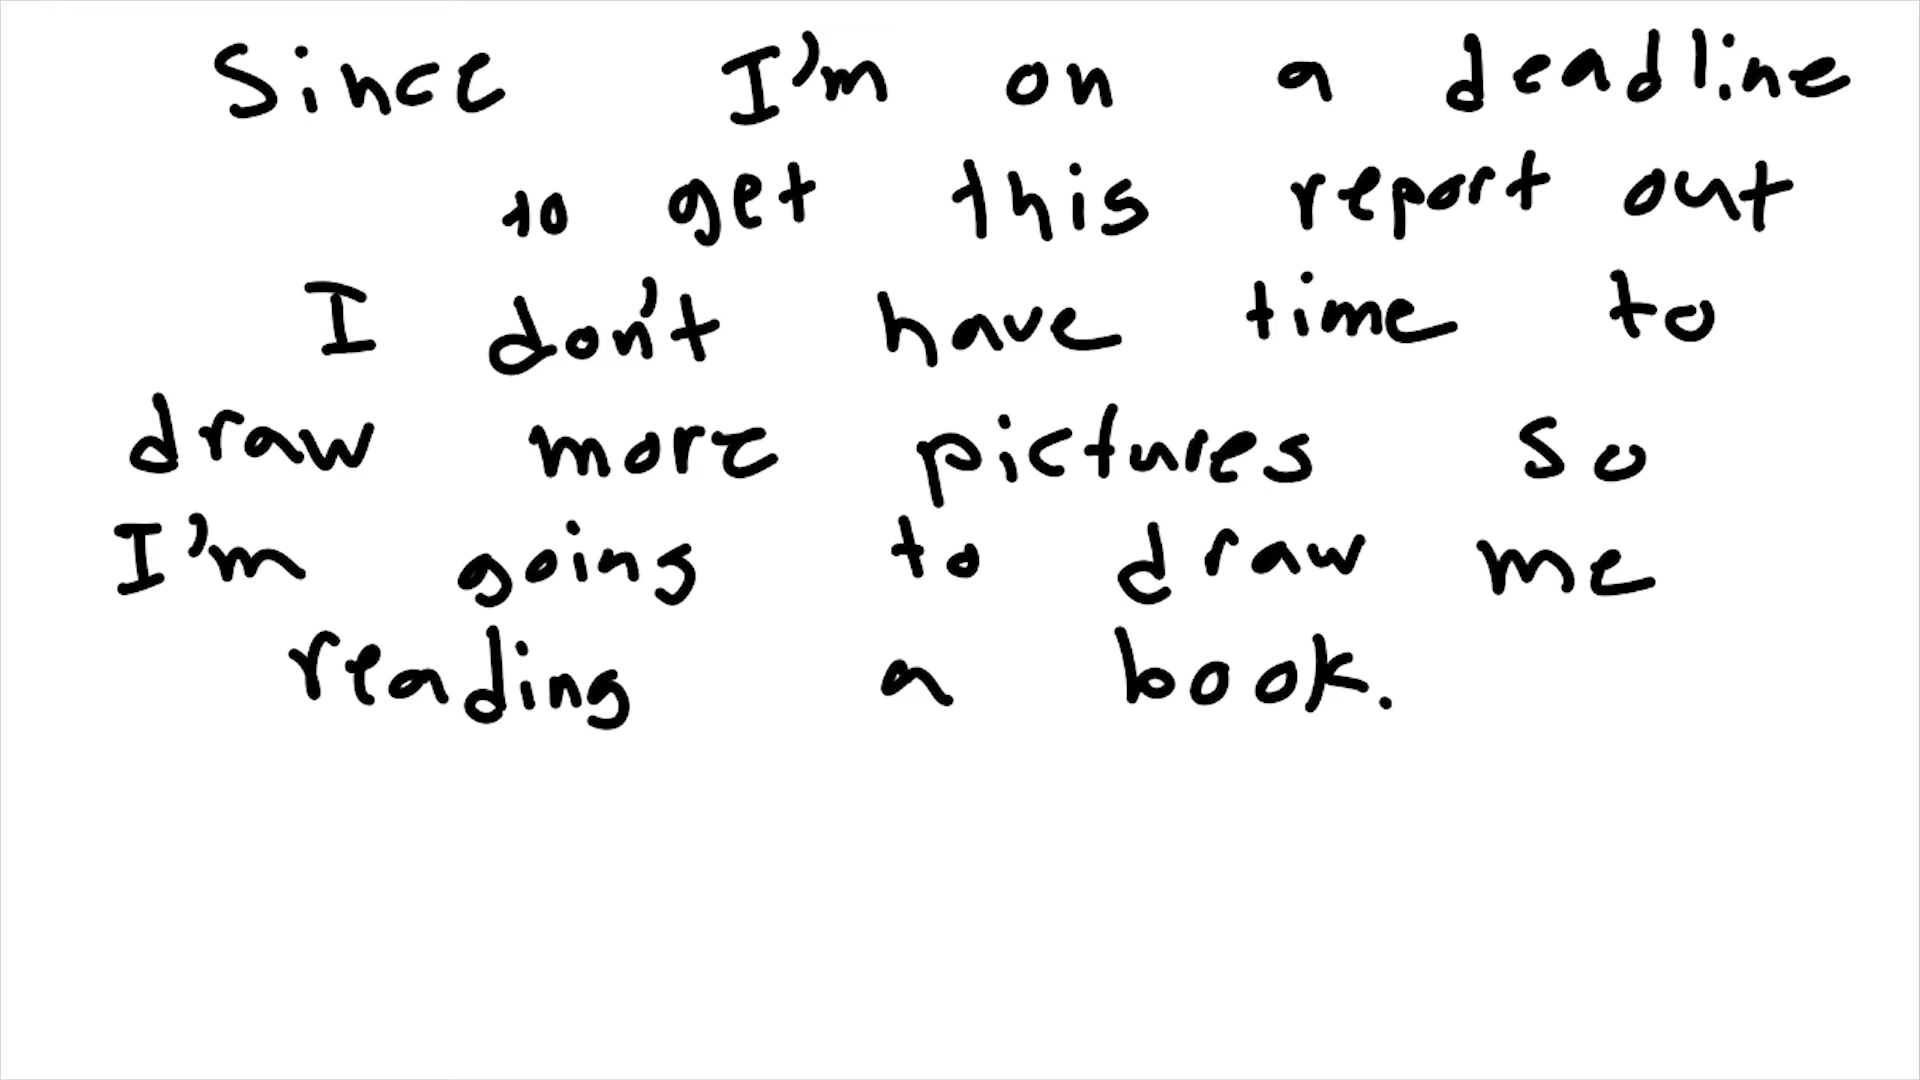 Since I'm on a deadline
to get this report out
I don't have time to
draw more pictures so
I'm going to draw me
reading a book.